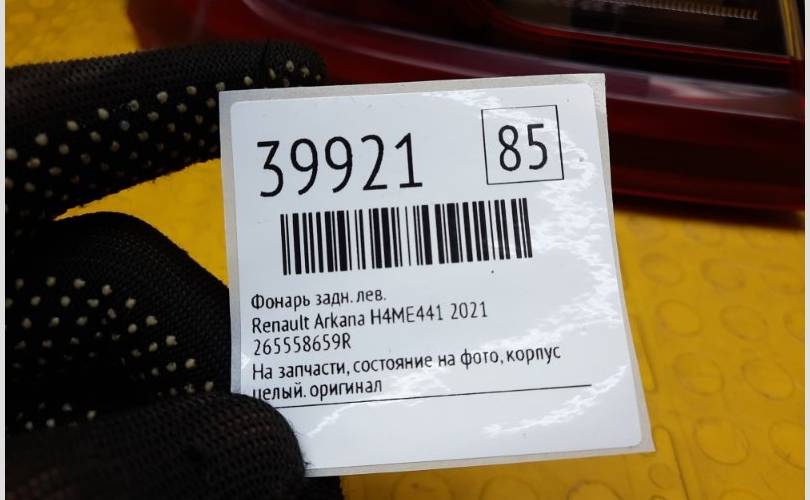 39921
85
Фонарь задн. лев.
Renault Arkana H4ME441 2021
265558659R
На запчасти, состояние на фото, корпус
целый. оригинал